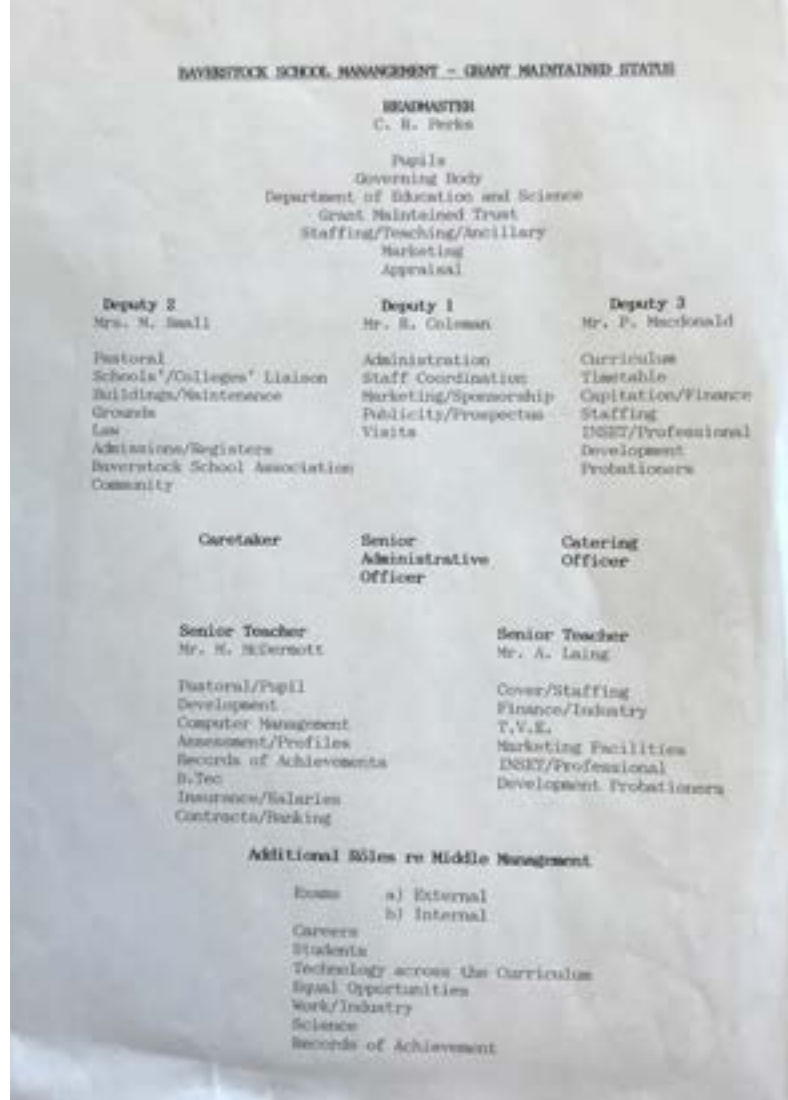 BAVERSTOCK SCHOOL MANANGEMENT - GRANT MAINTAINED STATUS
HEADMASTER
C. R. Perks
Pupils
Governing Body
Department of Education and Science
Grant Maintained Trust
Staffing/Teaching/Ancillary
Marketing
Appraisal
Deputy 2
Mrs. M. Small
Pastoral
Schools'/Colleges' Liaison
Buildings/Maintenance
Grounds
Law
Admissions/Registers
Baverstock School Association
Community
Deputy 1
Mr. R. Coleman
Administration
Staff Coordination
Marketing/Sponsorship
Publicity/Prospectus
Visits
Deputy 3
Mr. P. Macdonald
Curriculum
Timetable
Capitation/Finance
Staffing
INSET/Professional
Development
Probationers
Caretaker
Senior
Administrative
Officer
Catering
Officer
Senior Teacher
Mr. M. McDermott
Pastoral/Pupil
Development
Computer Management
Assessment/Profiles
Records of Achievements
B.Tec
Insurance/Salaries
Contracts/Banking
Senior Teacher
Mr. A. Laing
Cover/Staffing
Finance/Industry
T.V.E.
Marketing Facilities
INSET/Professional
Development Probationers
Additional Rôles re Middle Management
Exams a) External
b) Internal
Careers
Students
Technology across the Curriculum
Equal Opportunities
Work/Industry
Science
Records of Achievement